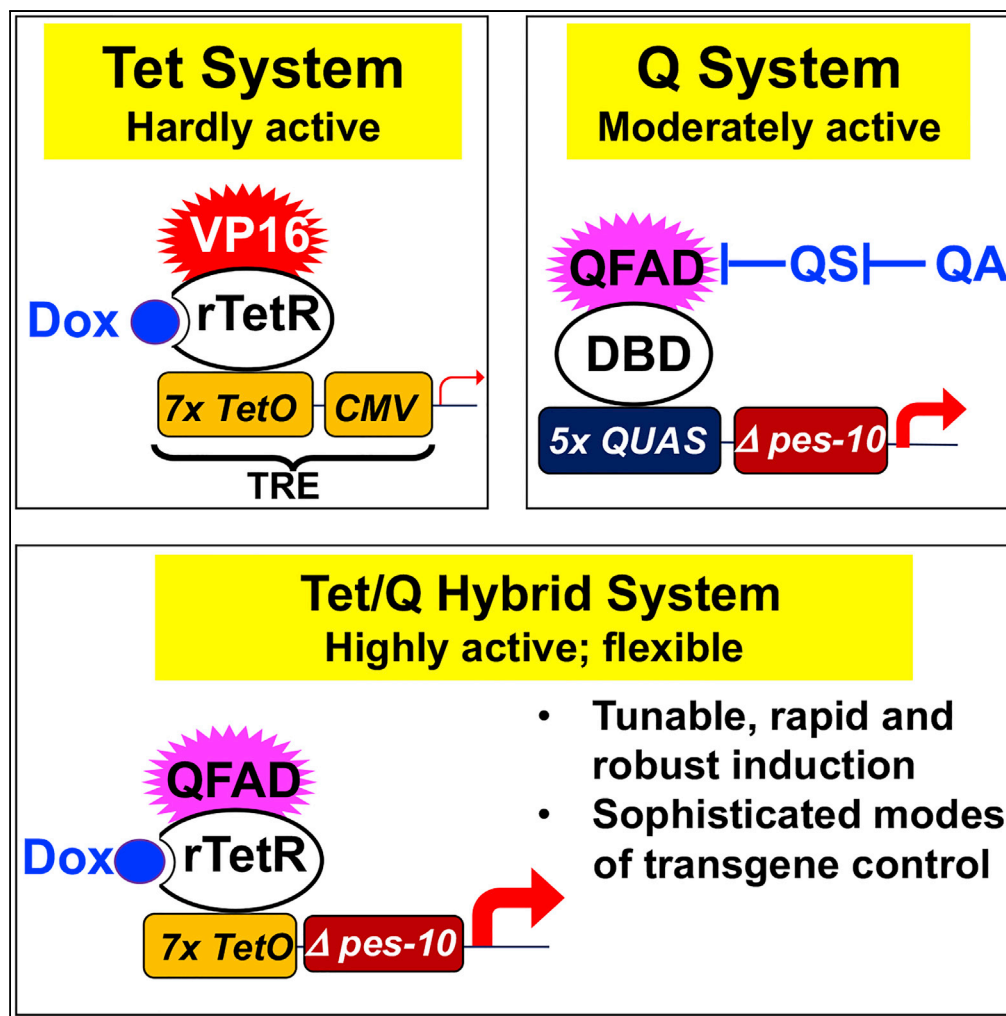 Tet System
Hardly active
VP16
Dox
rTetR
7x TetO
CMV
TRE
Q System
Moderately active
QFAD
QS
QA
DBD
5x QUAS
Δ pes-10
Tet/Q Hybrid System
Highly active; flexible
QFAD
Dox
rTetR
7x TetO
Δ pes-10
• Tunable, rapid and
robust induction
• Sophisticated modes
of transgene control